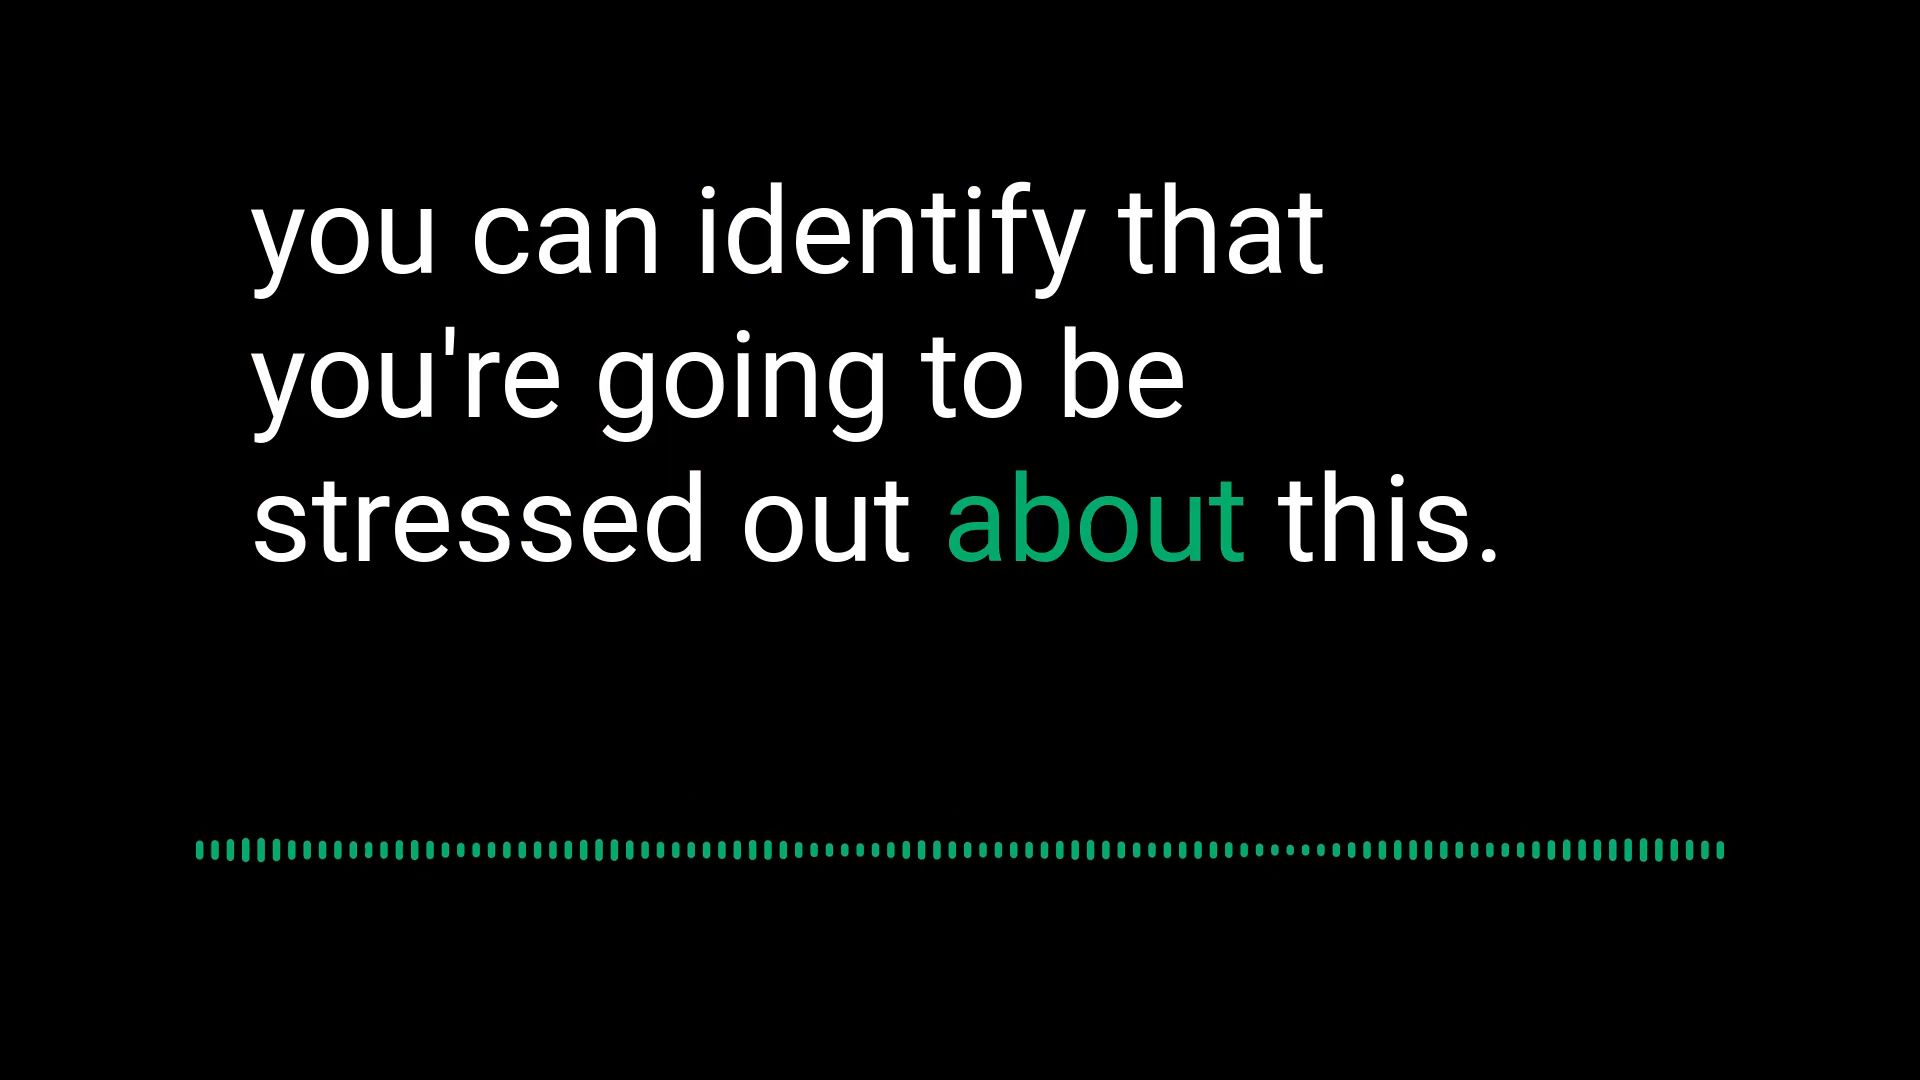 you can identify that
you're going to be
stressed out about this.